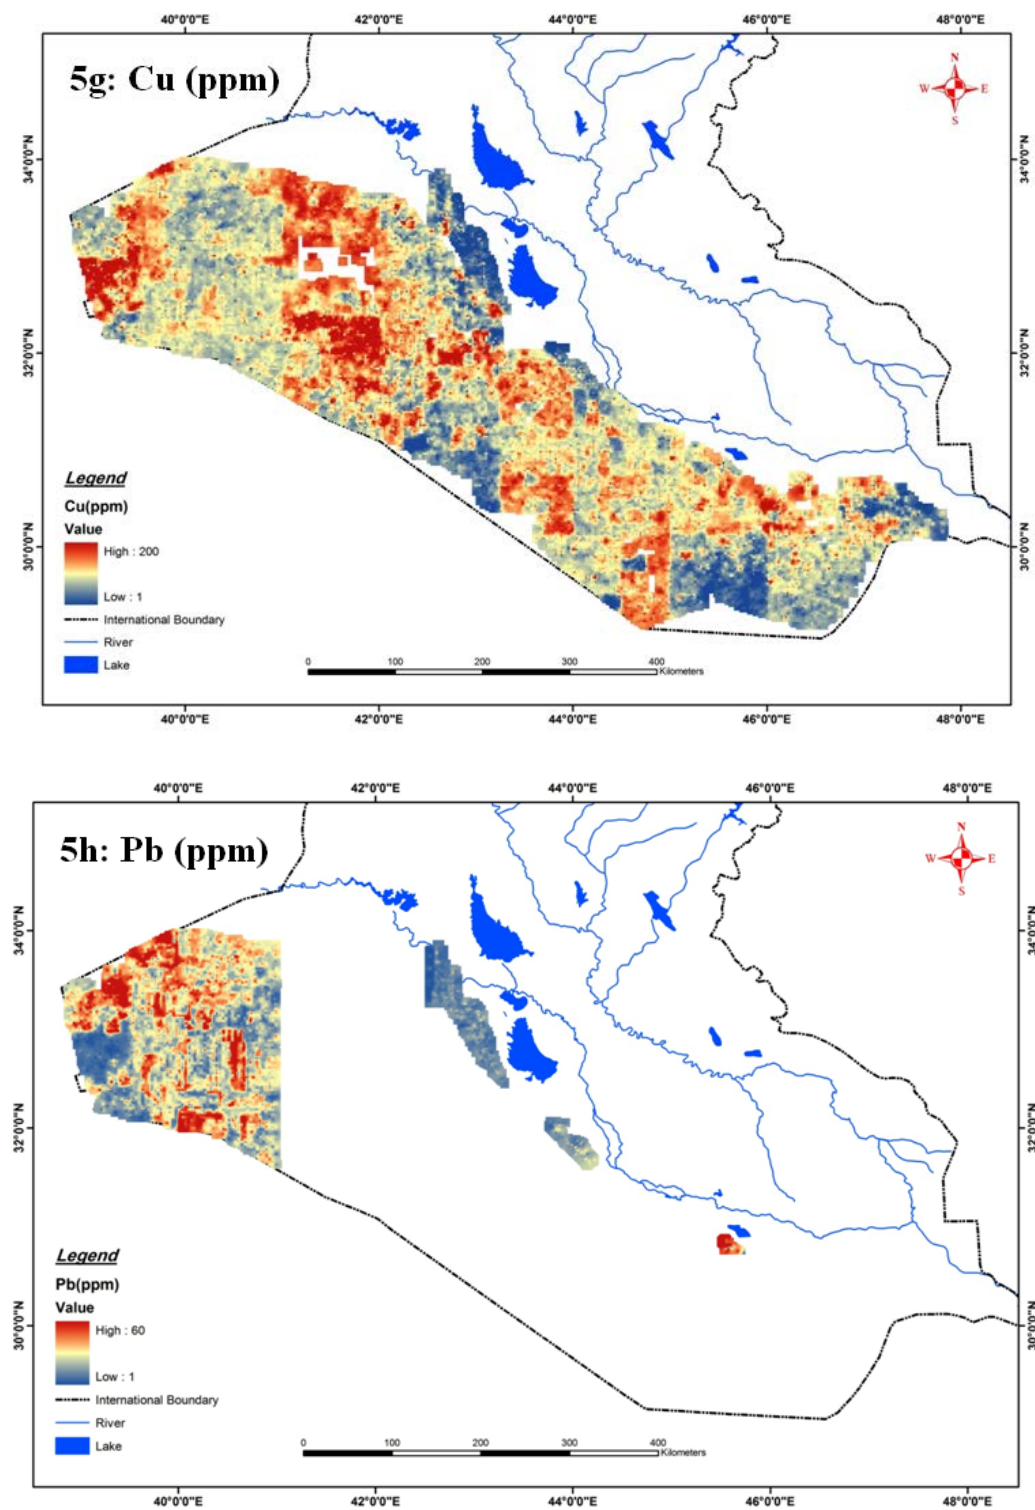 40°0'0"E 42°0'0"E 44°0'0"E 46°0'0"E 48°0'0"E
5g: Cu (ppm)
N
W E
S
34°0'0"N 34°0'0"N
32°0'0"N 32°0'0"N
30°0'0"N 30°0'0"N
Legend
Cu(ppm)
Value
High : 200
Low : 1
International Boundary
River
Lake
0 100 200 300 400
Kilometers
40°0'0"E 42°0'0"E 44°0'0"E 46°0'0"E 48°0'0"E
40°0'0"E 42°0'0"E 44°0'0"E 46°0'0"E 48°0'0"E
5h: Pb (ppm)
N
W E
S
34°0'0"N 34°0'0"N
32°0'0"N 32°0'0"N
30°0'0"N 30°0'0"N
Legend
Pb(ppm)
Value
High : 60
Low : 1
International Boundary
River
Lake
0 100 200 300 400
Kilometers
40°0'0"E 42°0'0"E 44°0'0"E 46°0'0"E 48°0'0"E